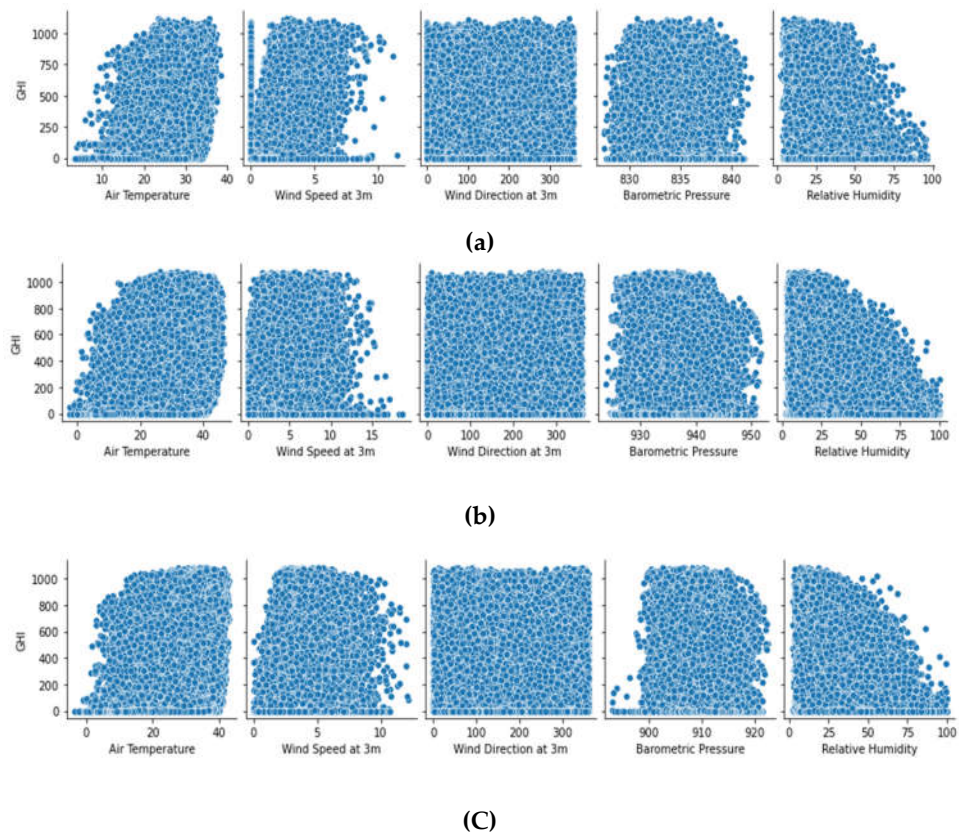 1000
750
500
250
0
GHI
10 20 30 40
0 5 10
0 100 200 300
830 835 840
0 25 50 75 100
Air Temperature
Wind Speed at 3m
Wind Direction at 3m
Barometric Pressure
Relative Humidity
(a)
1000
800
600
400
200
0
GHI
0 20 40
0 5 10 15
0 100 200 300
930 940 950
0 25 50 75 100
Air Temperature
Wind Speed at 3m
Wind Direction at 3m
Barometric Pressure
Relative Humidity
(b)
1000
800
600
400
200
0
GHI
0 20 40
0 5 10
0 100 200 300
900 910 920
0 25 50 75 100
Air Temperature
Wind Speed at 3m
Wind Direction at 3m
Barometric Pressure
Relative Humidity
(C)